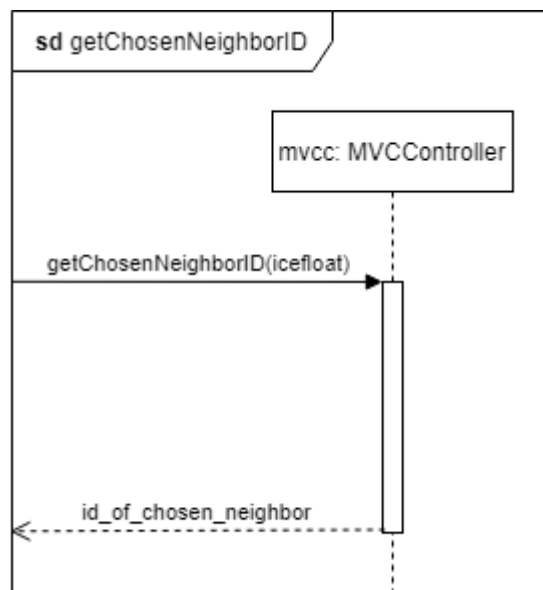 sd getChosenNeighborID
mvcc: MVCController
getChosenNeighborID(icefloat)
id_of_chosen_neighbor